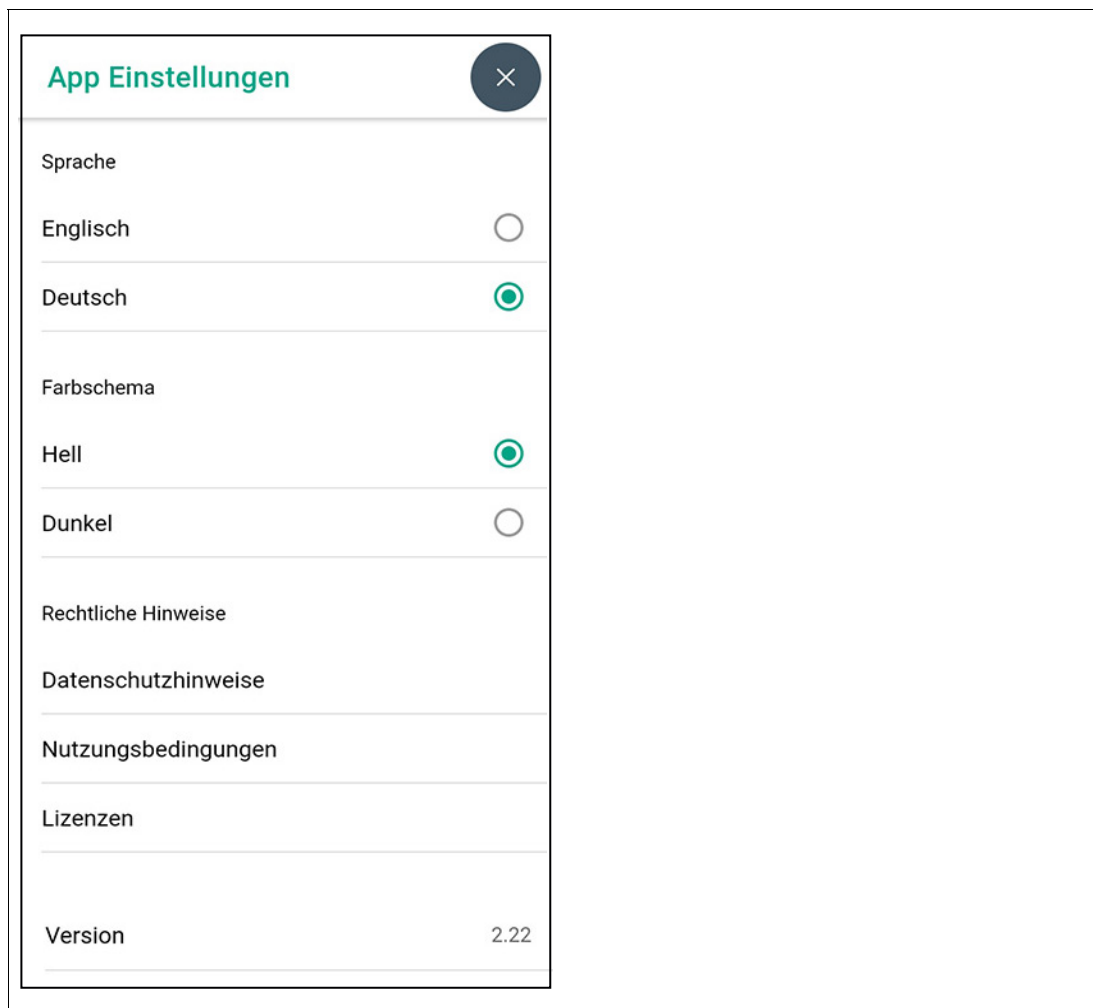 App Einstellungen
Sprache
Englisch
Deutsch
Farbschema
Hell
Dunkel
Rechtliche Hinweise
Datenschutzhinweise
Nutzungsbedingungen
Lizenzen
Version 2.22